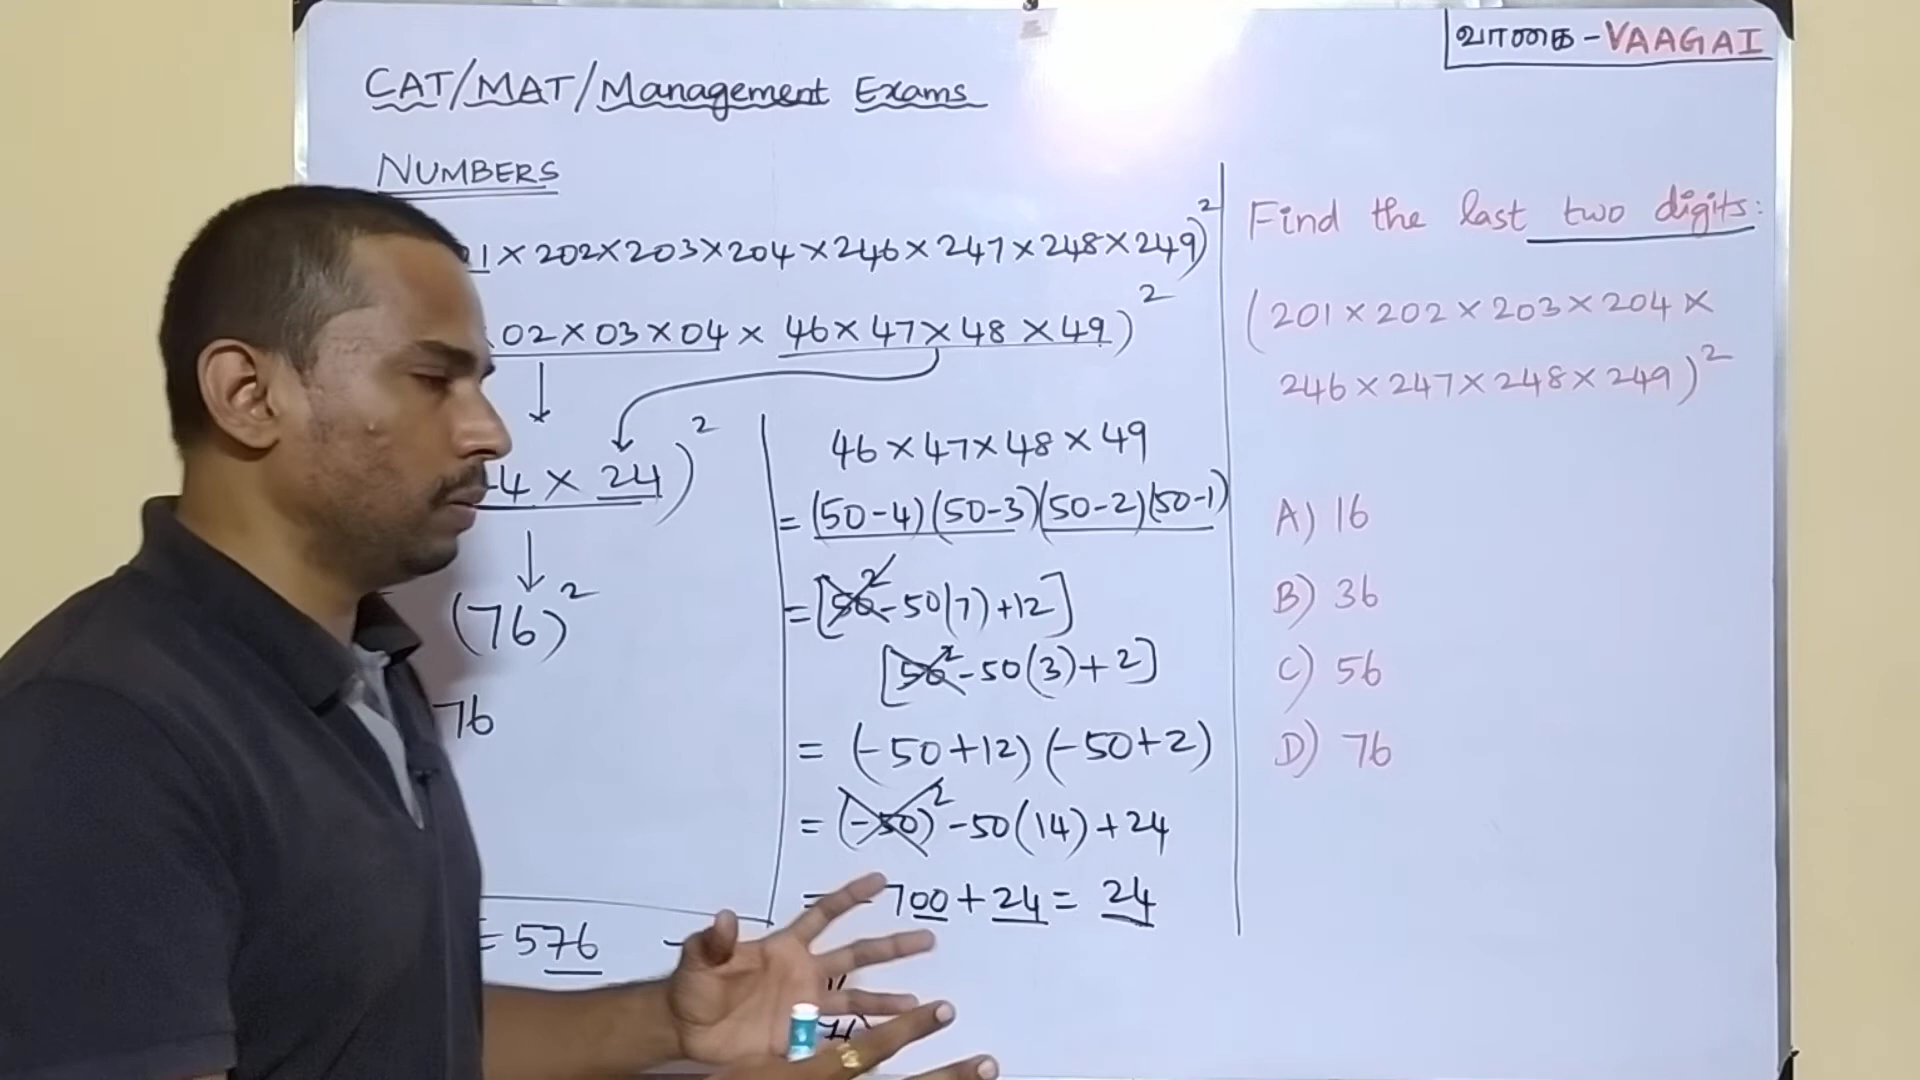 வாகை - VAAGAI
CAT/MAT/Management Exams
NUMBERS
1 × 202 × 203 × 204 × 246 × 247 × 248 × 249)²
02 × 03 × 04 × 46 × 47 × 48 × 49)²
4 × 24)²
(76)²
76
= 576
46 × 47 × 48 × 49
= (50-4)(50-3)(50-2)(50-1)
= [50² - 50(7) + 12]
[50² - 50(3) + 2]
= (-50+12)(-50+2)
= (-50)² - 50(14) + 24
= - 700 + 24 = 24
Find the last two digits:
(201 × 202 × 203 × 204 ×
246 × 247 × 248 × 249)²
A) 16
B) 36
C) 56
D) 76